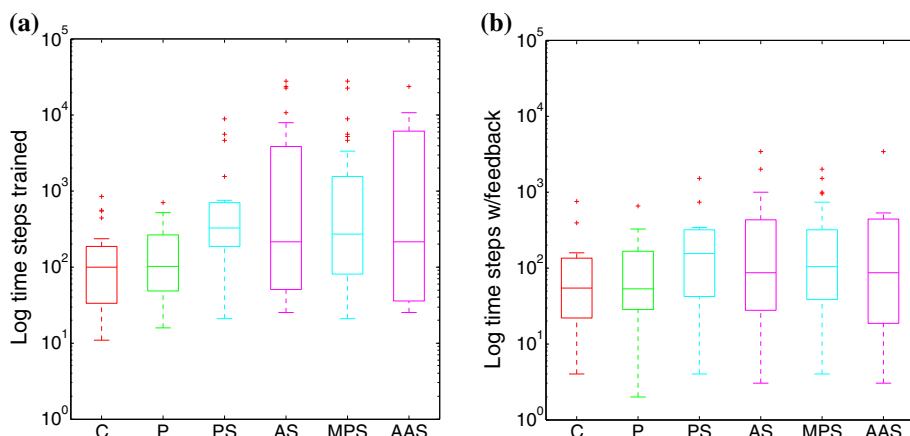 (a)
10^5
10^4
10^3
10^2
10^1
10^0
Log time steps trained
C P PS AS MPS AAS
(b)
10^5
10^4
10^3
10^2
10^1
10^0
Log time steps w/feedback
C P PS AS MPS AAS